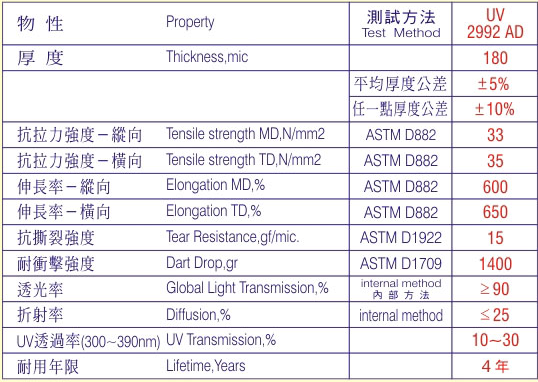 物性 Property 測試方法 Test Method UV 2992 AD
厚度 Thickness,mic 180
平均厚度公差 ±5%
任一點厚度公差 ±10%
抗拉力強度－縱向 Tensile strength MD,N/mm2 ASTM D882 33
抗拉力強度－橫向 Tensile strength TD,N/mm2 ASTM D882 35
伸長率－縱向 Elongation MD,% ASTM D882 600
伸長率－橫向 Elongation TD,% ASTM D882 650
抗撕裂強度 Tear Resistance,gf/mic. ASTM D1922 15
耐衝擊強度 Dart Drop,gr ASTM D1709 1400
透光率 Global Light Transmission,% internal method 內部方法 ≥90
折射率 Diffusion,% internal method ≤25
UV透過率(300~390nm) UV Transmission,% 10~30
耐用年限 Lifetime,Years 4年